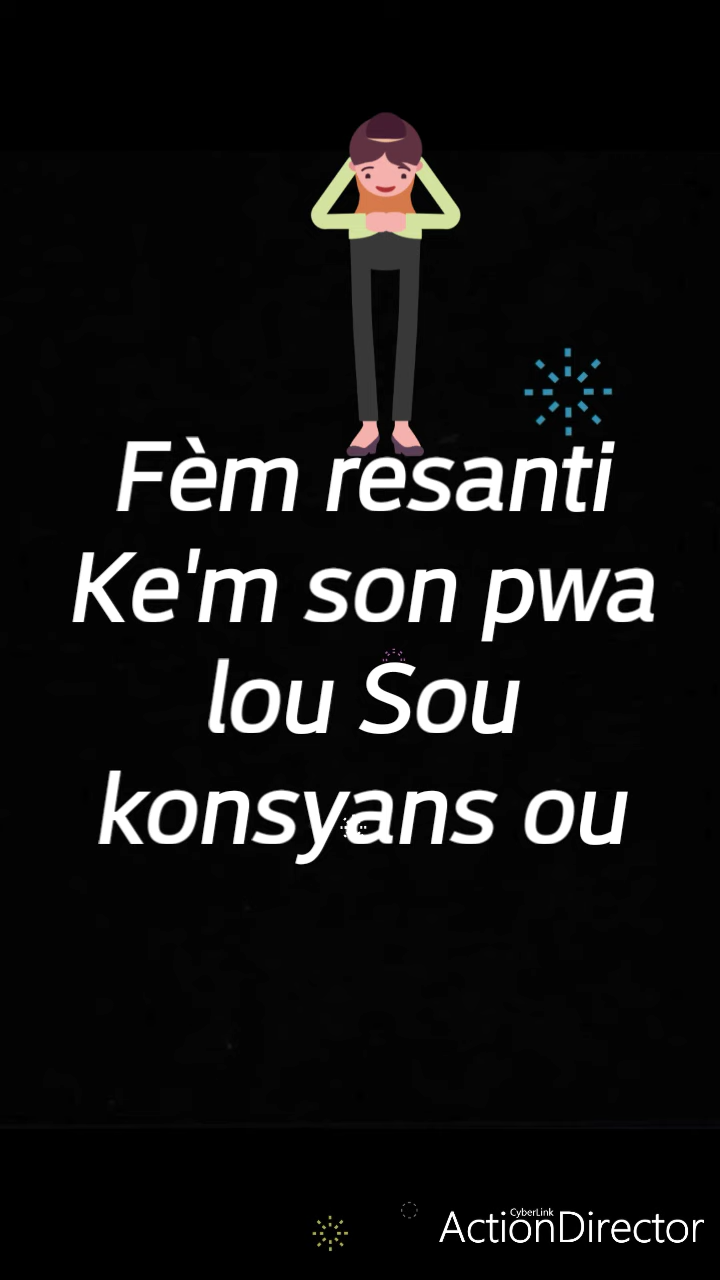 Fèm resanti
Ke'm son pwa
lou Sou
konsyans ou
CyberLink
ActionDirector